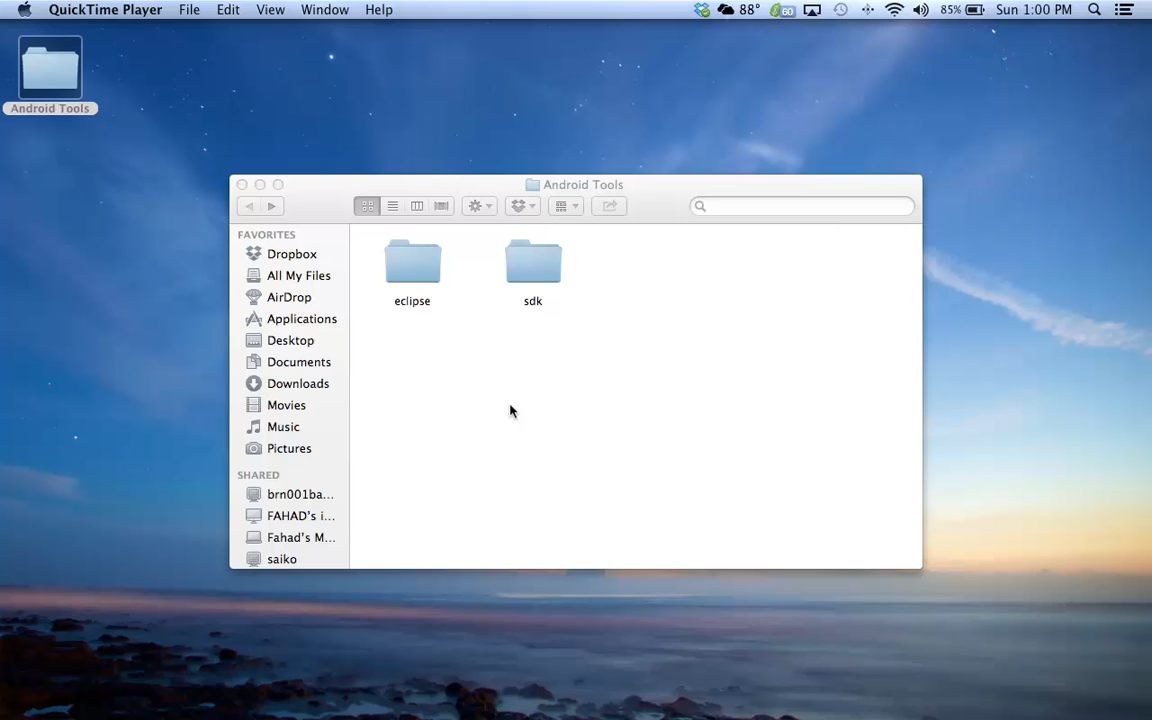 QuickTime Player File Edit View Window Help 88° 60 85% Sun 1:00 PM
Android Tools
Android Tools
FAVORITES
Dropbox
All My Files
AirDrop
Applications
Desktop
Documents
Downloads
Movies
Music
Pictures
SHARED
brn001ba...
FAHAD's i...
Fahad's M...
saiko
eclipse sdk